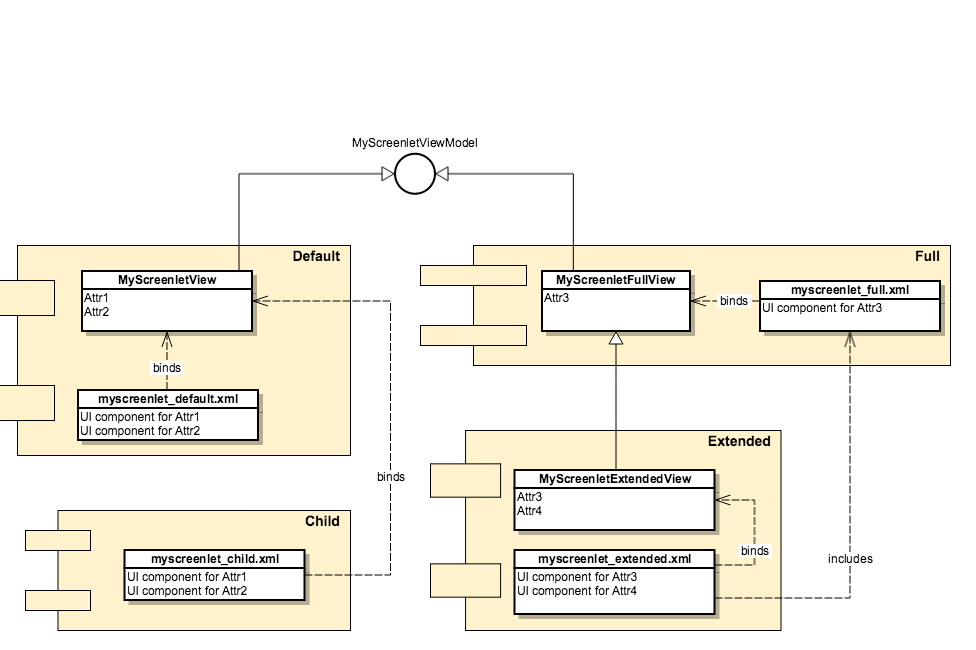 MyScreenletViewModel
Default
MyScreenletView
Attr1
Attr2
binds
myscreenlet_default.xml
UI component for Attr1
UI component for Attr2
binds
Child
myscreenlet_child.xml
UI component for Attr1
UI component for Attr2
Full
MyScreenletFullView
Attr3
binds
myscreenlet_full.xml
UI component for Attr3
Extended
MyScreenletExtendedView
Attr3
Attr4
binds
myscreenlet_extended.xml
UI component for Attr3
UI component for Attr4
includes